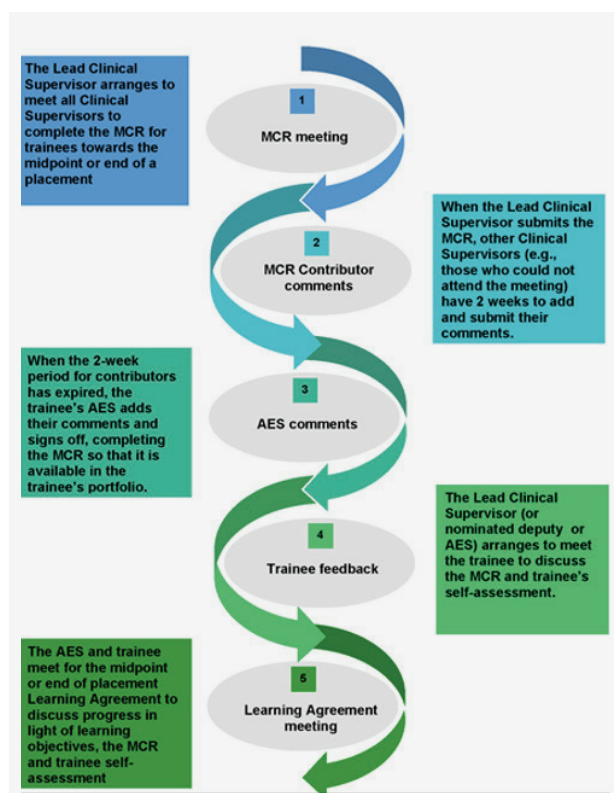 The Lead Clinical
Supervisor arranges to
meet all Clinical
Supervisors to
complete the MCR for
trainees towards the
midpoint or end of a
placement
1
MCR meeting
When the Lead Clinical
Supervisor submits the
MCR, other Clinical
Supervisors (e.g.,
those who could not
attend the meeting)
have 2 weeks to add
and submit their
comments.
2
MCR Contributor
comments
When the 2-week
period for contributors
has expired, the
trainee's AES adds
their comments and
signs off, completing
the MCR so that it is
available in the
trainee's portfolio.
3
AES comments
The Lead Clinical
Supervisor (or
nominated deputy or
AES) arranges to meet
the trainee to discuss
the MCR and trainee's
self-assessment.
4
Trainee feedback
The AES and trainee
meet for the midpoint
or end of placement
Learning Agreement to
discuss progress in
light of learning
objectives, the MCR
and trainee self-
assessment
5
Learning Agreement
meeting